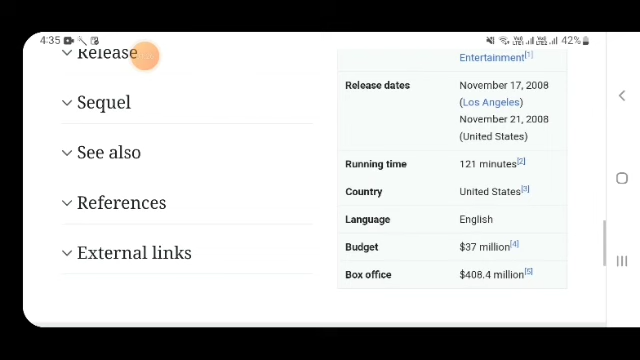 4:35
42%
Release
Sequel
See also
References
External links
Entertainment[1]
Release dates November 17, 2008
(Los Angeles)
November 21, 2008
(United States)
Running time 121 minutes[2]
Country United States[3]
Language English
Budget $37 million[4]
Box office $408.4 million[5]